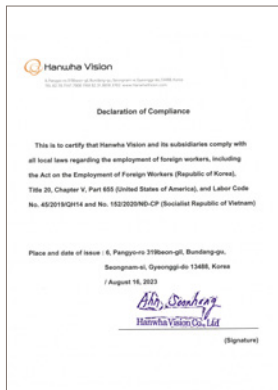 Hanwha Vision
Declaration of Compliance
This is to certify that Hanwha Vision and its subsidiaries comply with
all local laws regarding the employment of foreign workers, including
the Act on the Employment of Foreign Workers (Republic of Korea),
Title 20, Chapter V, Part 655 (United States of America), and Labor Code
No. 45/2019/QH14 and No. 152/2020/NĐ-CP (Socialist Republic of Vietnam)
Place and date of issue : 6, Pangyo-ro 319beon-gil, Bundang-gu,
Seongnam-si, Gyeonggi-do 13488, Korea
/ August 16, 2023
Ahn, Soonhong
Hanwha Vision Co., Ltd
(Signature)